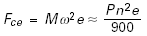 F_ce = Mω²e ≈ Pn²e / 900